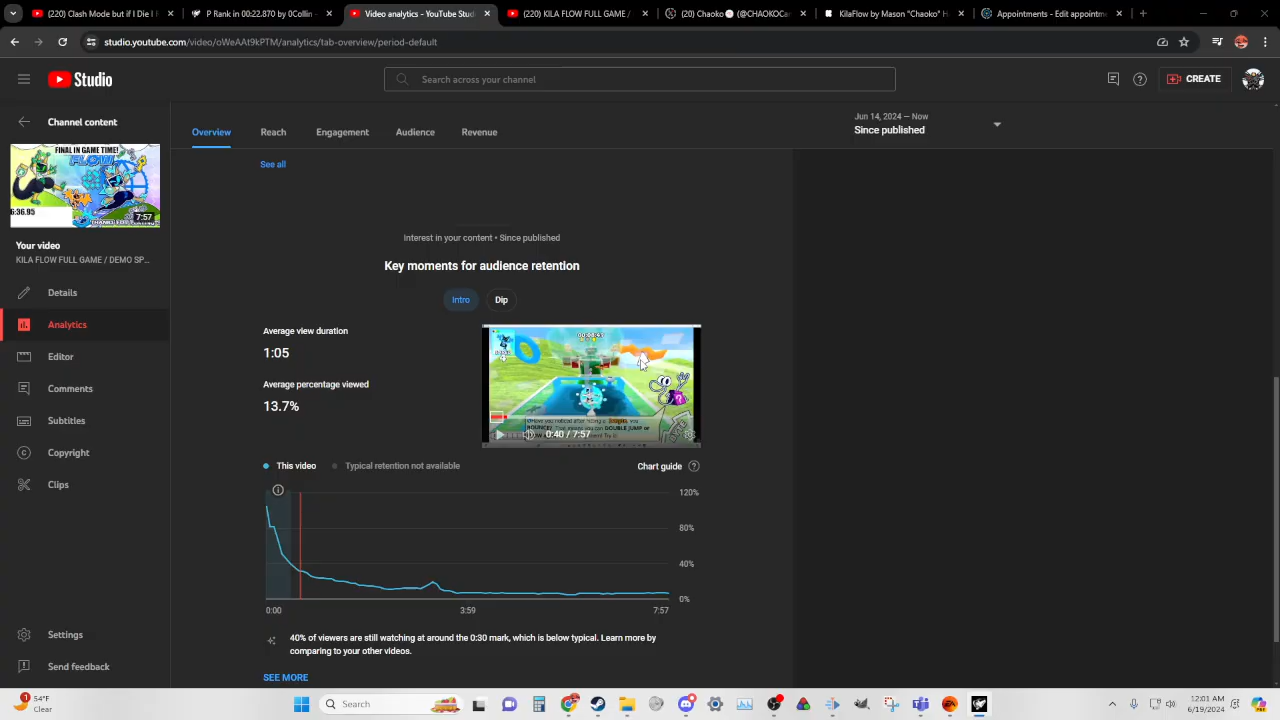 (220) Clash Mode but if I Die I
P Rank in 00:22.870 by 0Collin
Video analytics - YouTube Studi
(220) KILA FLOW FULL GAME /
(20) Chaoko (@CHAOKOCa
KilaFlow by Mason "Chaoko" H
Appointments - Edit appointme
studio.youtube.com/video/oWeAAt9kPTM/analytics/tab-overview/period-default
Studio
Search across your channel
CREATE
Channel content
Overview
Reach
Engagement
Audience
Revenue
Jun 14, 2024 — Now
Since published
See all
FINAL IN GAME TIME!
FLOW
6:36.95
7:57
Your video
KILA FLOW FULL GAME / DEMO SP...
Details
Analytics
Editor
Comments
Subtitles
Copyright
Clips
Settings
Send feedback
Interest in your content • Since published
Key moments for audience retention
Intro
Dip
Average view duration
1:05
Average percentage viewed
13.7%
0:40 / 7:57
This video
Typical retention not available
Chart guide
120%
80%
40%
0%
0:00
3:59
7:57
40% of viewers are still watching at around the 0:30 mark, which is below typical. Learn more by
comparing to your other videos.
SEE MORE
1
54°F
Clear
Search
12:01 AM
6/19/2024